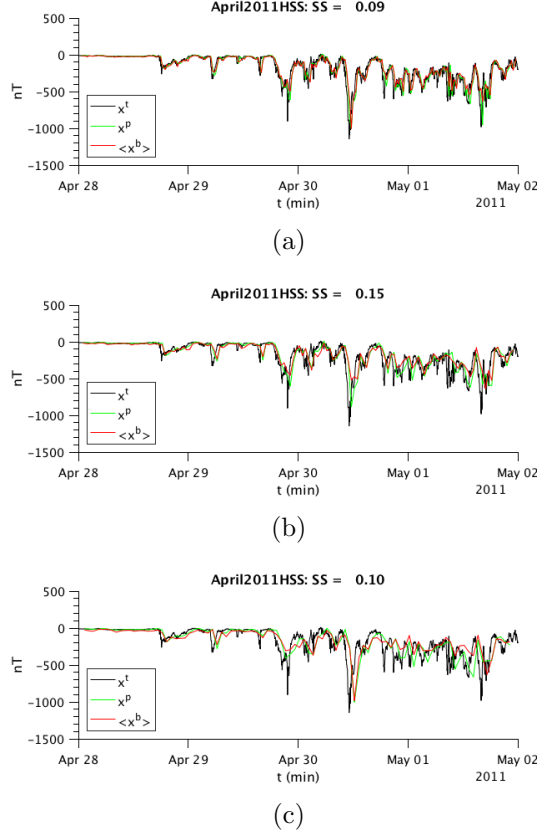 April2011HSS: SS = 0.09
500
0
-500
-1000
-1500
nT
x^t
x^p
<x^b>
Apr 28
Apr 29
Apr 30
May 01
May 02
t (min)
2011
(a)
April2011HSS: SS = 0.15
500
0
-500
-1000
-1500
nT
x^t
x^p
<x^b>
Apr 28
Apr 29
Apr 30
May 01
May 02
t (min)
2011
(b)
April2011HSS: SS = 0.10
500
0
-500
-1000
-1500
nT
x^t
x^p
<x^b>
Apr 28
Apr 29
Apr 30
May 01
May 02
t (min)
2011
(c)